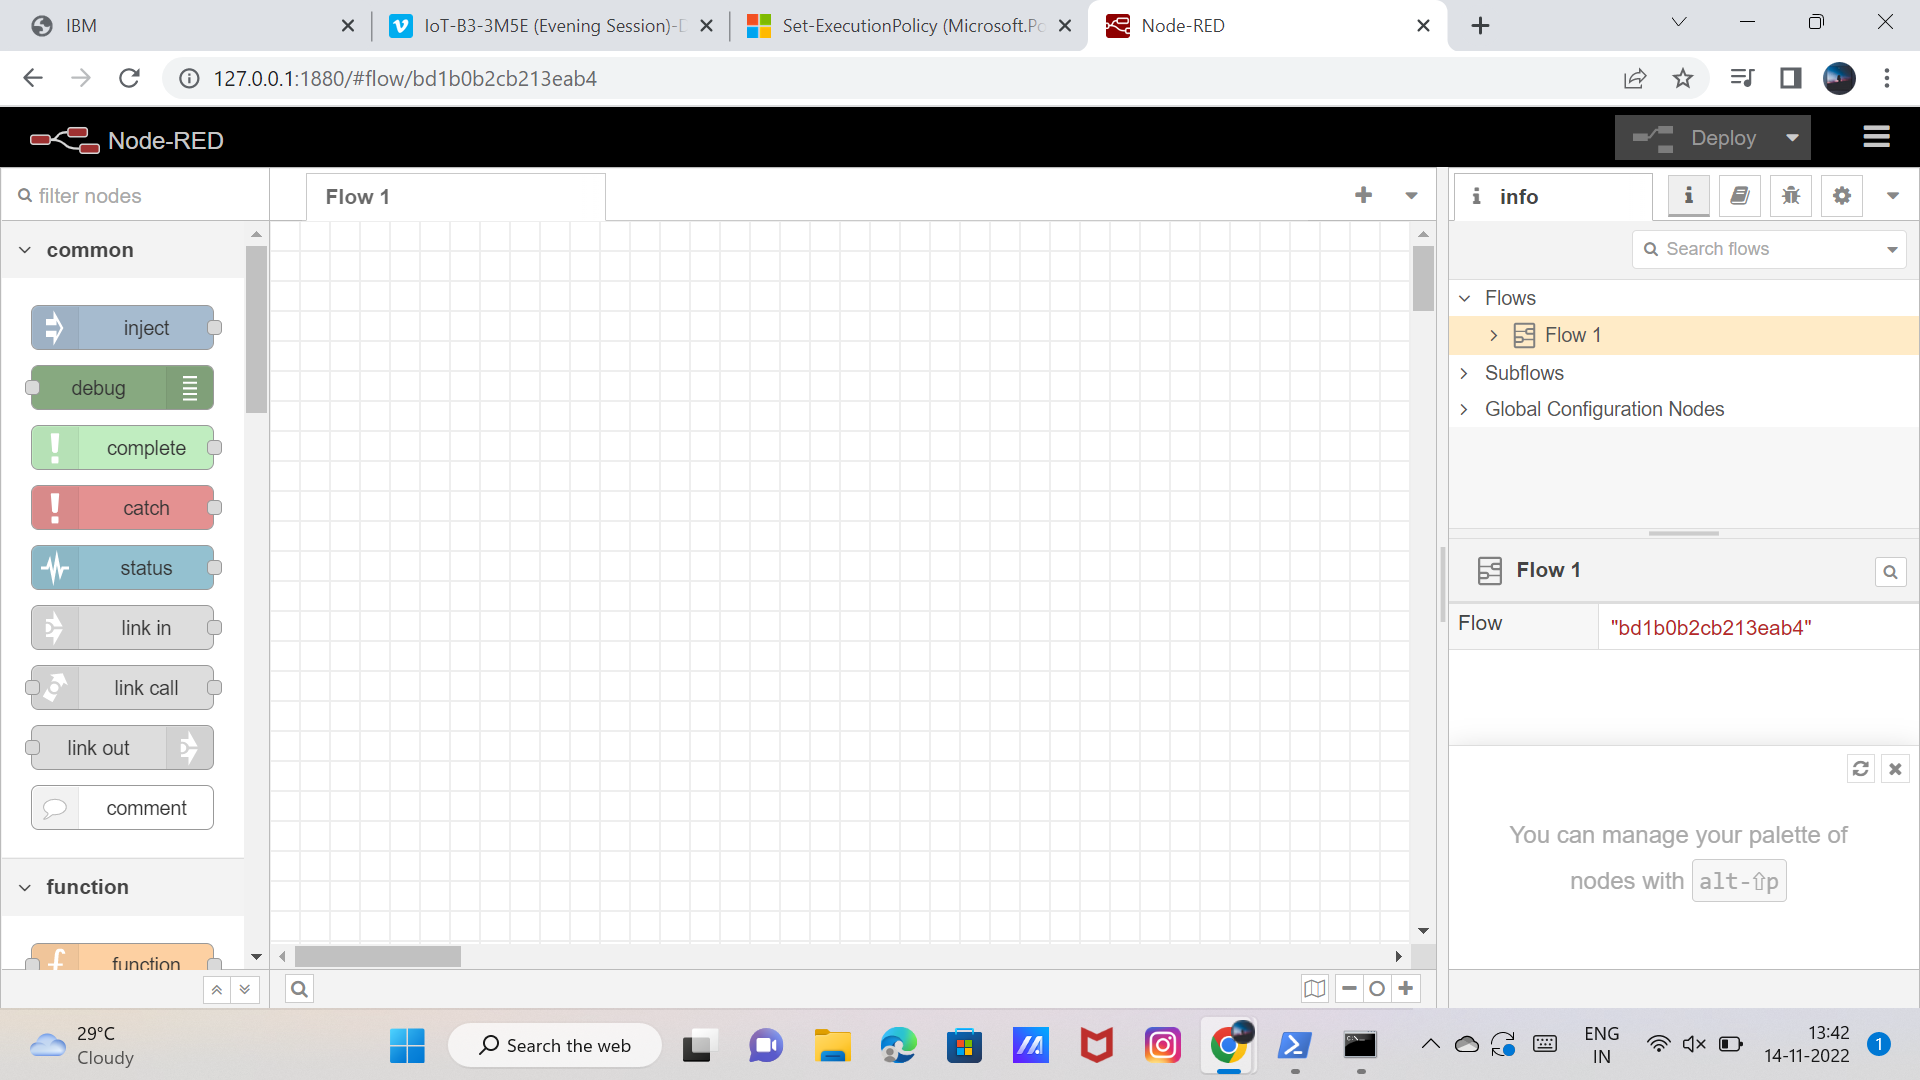 IBM
IoT-B3-3M5E (Evening Session)-D
Set-ExecutionPolicy (Microsoft.Po
Node-RED
127.0.0.1:1880/#flow/bd1b0b2cb213eab4
Node-RED
Deploy
filter nodes
Flow 1
i info
Search flows
common
inject
debug
complete
catch
status
link in
link call
link out
comment
function
function
Flows
Flow 1
Subflows
Global Configuration Nodes
Flow 1
Flow
"bd1b0b2cb213eab4"
You can manage your palette of
nodes with alt-⇧p
29°C
Cloudy
Search the web
ENG
IN
13:42
14-11-2022
1